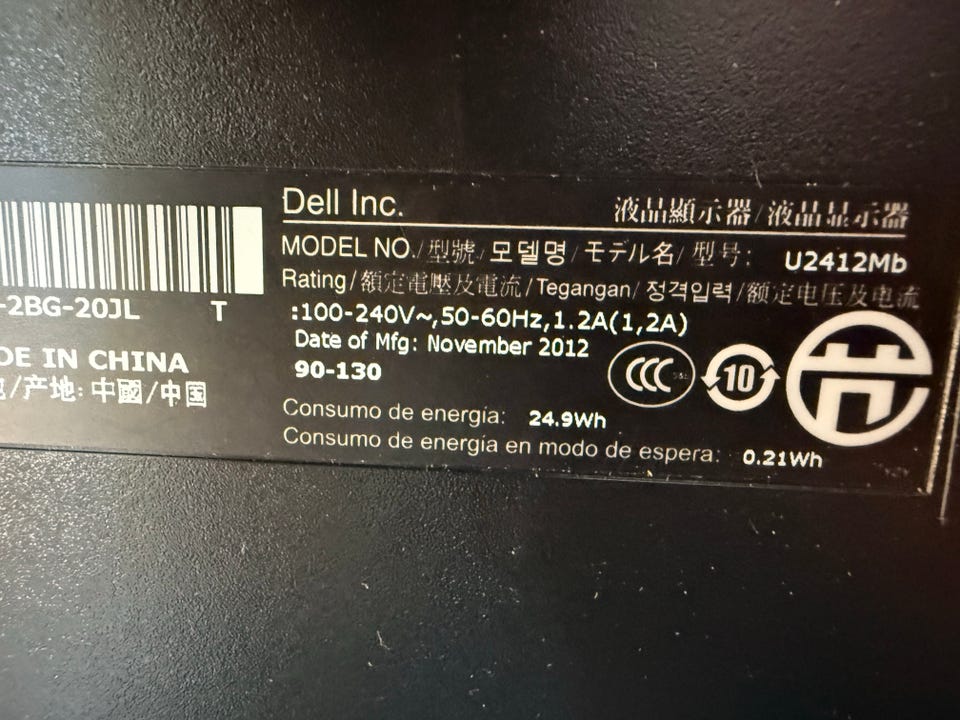 Dell Inc. 液晶顯示器/液晶显示器
MODEL NO./型號/모델명/モデル名/型号: U2412Mb
Rating/額定電壓及電流/Tegangan/정격입력/额定电压及电流
:100-240V~,50-60Hz,1.2A(1,2A)
Date of Mfg: November 2012
90-130
Consumo de energía: 24.9Wh
Consumo de energía en modo de espera: 0.21Wh
CCC
10
-2BG-20JL T
DE IN CHINA
/产地: 中國/中国